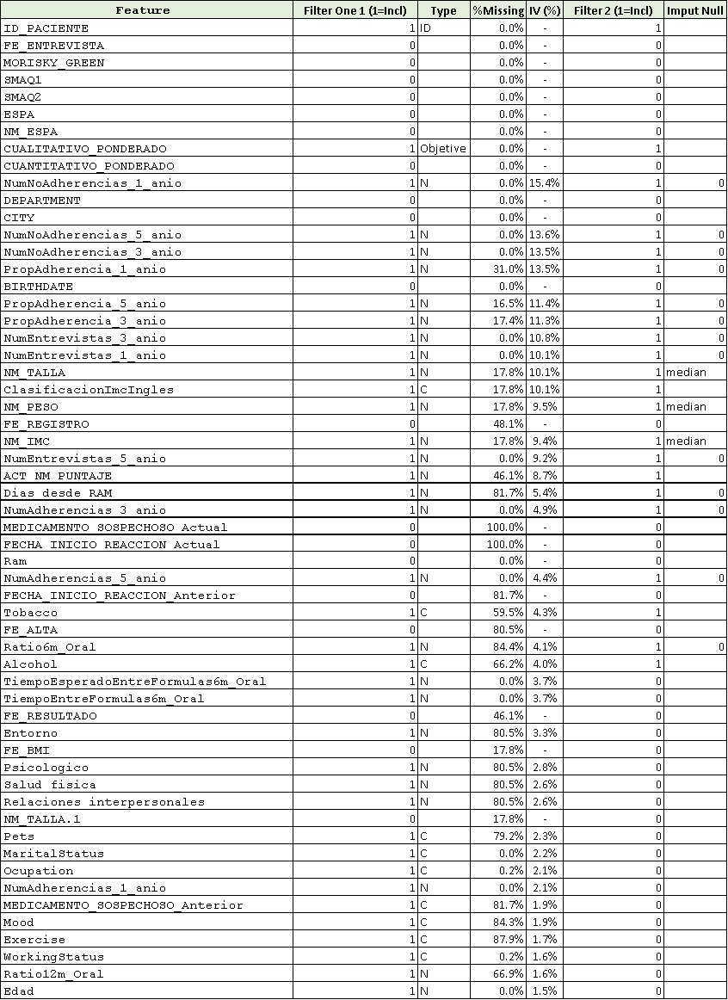 Feature Filter One 1 (1=Incl) Type %Missing IV (%) Filter 2 (1=Incl) Imput Null
ID_PACIENTE 1 ID 0.0% - 1
FE_ENTREVISTA 0 0.0% - 0
MORISKY_GREEN 0 0.0% - 0
SMAQ1 0 0.0% - 0
SMAQ2 0 0.0% - 0
ESPA 0 0.0% - 0
NM_ESPA 0 0.0% - 0
CUALITATIVO_PONDERADO 1 Objetive 0.0% - 1
CUANTITATIVO_PONDERADO 0 0.0% - 0
NumNoAdherencias_1_anio 1 N 0.0% 15.4% 1 0
DEPARTMENT 0 0.0% - 0
CITY 0 0.0% - 0
NumNoAdherencias_5_anio 1 N 0.0% 13.6% 1 0
NumNoAdherencias_3_anio 1 N 0.0% 13.5% 1 0
PropAdherencia_1_anio 1 N 31.0% 13.5% 1 0
BIRTHDATE 0 0.0% - 0
PropAdherencia_5_anio 1 N 16.5% 11.4% 1 0
PropAdherencia_3_anio 1 N 17.4% 11.3% 1 0
NumEntrevistas_3_anio 1 N 0.0% 10.8% 1 0
NumEntrevistas_1_anio 1 N 0.0% 10.1% 1 0
NM_TALLA 1 N 17.8% 10.1% 1 median
ClasificacionImcIngles 1 C 17.8% 10.1% 1
NM_PESO 1 N 17.8% 9.5% 1 median
FE_REGISTRO 0 48.1% - 0
NM_IMC 1 N 17.8% 9.4% 1 median
NumEntrevistas_5_anio 1 N 0.0% 9.2% 1 0
ACT NM PUNTAJE 1 N 46.1% 8.7% 1
Dias desde RAM 1 N 81.7% 5.4% 1 0
NumAdherencias 3 anio 1 N 0.0% 4.9% 1 0
MEDICAMENTO SOSPECHOSO Actual 0 100.0% - 0
FECHA INICIO REACCION Actual 0 100.0% - 0
Ram 0 0.0% - 0
NumAdherencias_5_anio 1 N 0.0% 4.4% 1 0
FECHA_INICIO_REACCION_Anterior 0 81.7% - 0
Tobacco 1 C 59.5% 4.3% 1
FE_ALTA 0 80.5% - 0
Ratio6m_Oral 1 N 84.4% 4.1% 1 0
Alcohol 1 C 66.2% 4.0% 1
TiempoEsperadoEntreFormulas6m_Oral 1 N 0.0% 3.7% 0
TiempoEntreFormulas6m_Oral 1 N 0.0% 3.7% 0
FE_RESULTADO 0 46.1% - 0
Entorno 1 N 80.5% 3.3% 0
FE_BMI 0 17.8% - 0
Psicologico 1 N 80.5% 2.8% 0
Salud fisica 1 N 80.5% 2.6% 0
Relaciones interpersonales 1 N 80.5% 2.6% 0
NM_TALLA.1 0 17.8% - 0
Pets 1 C 79.2% 2.3% 0
MaritalStatus 1 C 0.0% 2.2% 0
Ocupation 1 C 0.2% 2.1% 0
NumAdherencias_1_anio 1 N 0.0% 2.1% 0
MEDICAMENTO_SOSPECHOSO_Anterior 1 C 81.7% 1.9% 0
Mood 1 C 84.3% 1.9% 0
Exercise 1 C 87.9% 1.7% 0
WorkingStatus 1 C 0.2% 1.6% 0
Ratio12m_Oral 1 N 66.9% 1.6% 0
Edad 1 N 0.0% 1.5% 0